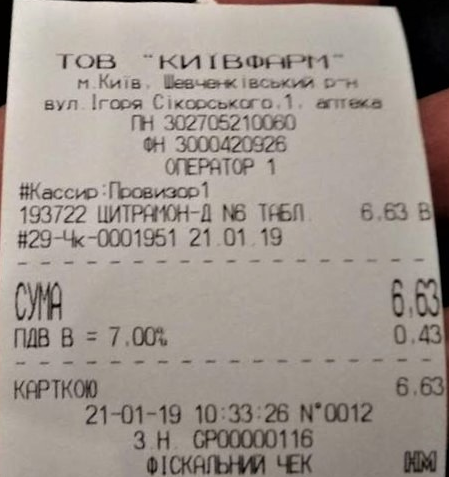 ТОВ "КИЇВФАРМ"
м.Київ, Шевченківський р-н
вул.Ігоря Сікорського,1, аптека
ПН 302705210060
ФН 3000420926
ОПЕРАТОР 1
#Кассир:Провизор1
193722 ЦИТРАМОН-Д N6 ТАБЛ. 6,63 В
#29-Чк-0001951 21.01.19
СУМА 6,63
ПДВ В = 7.00% 0,43
КАРТКОЮ 6,63
21-01-19 10:33:26 N°0012
З.Н. GP00000116
ФІСКАЛЬНИЙ ЧЕК НМ